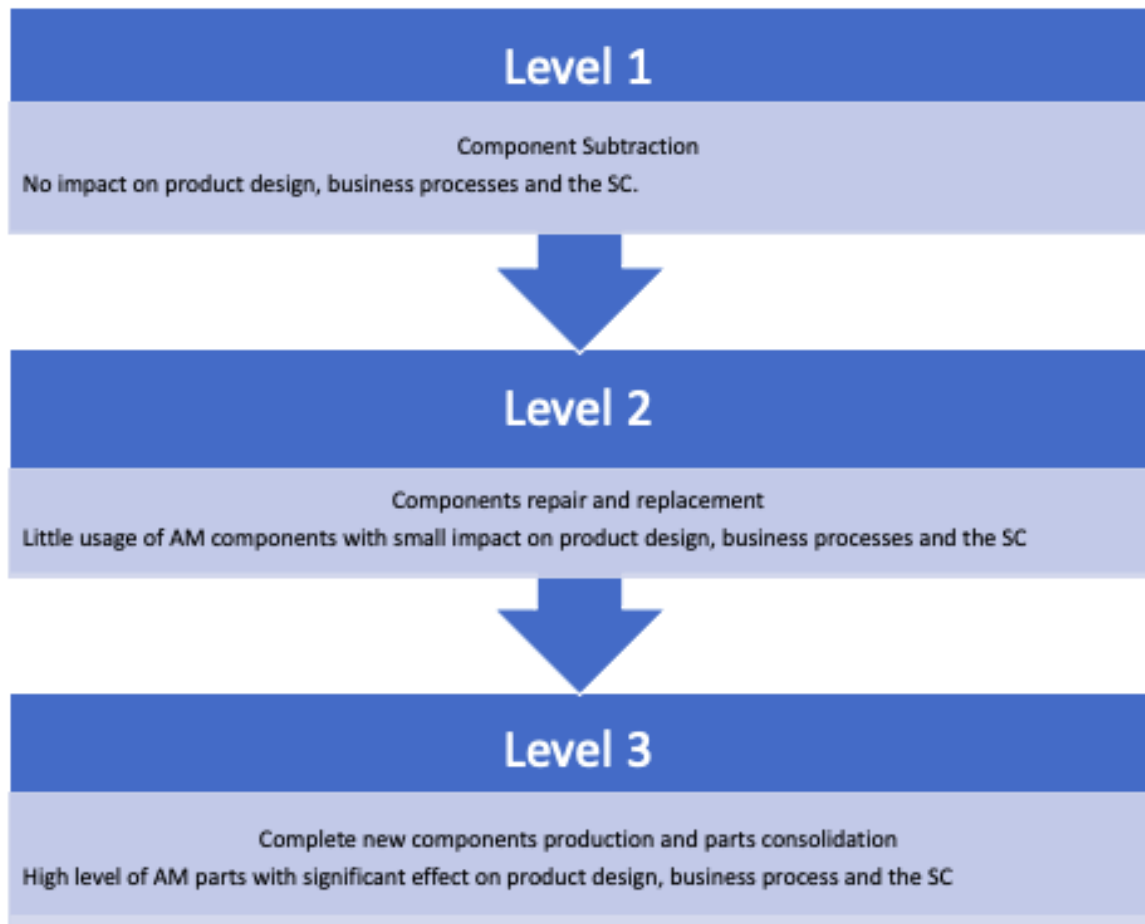 Level 1
Component Subtraction
No impact on product design, business processes and the SC.
Level 2
Components repair and replacement
Little usage of AM components with small impact on product design, business processes and the SC
Level 3
Complete new components production and parts consolidation
High level of AM parts with significant effect on product design, business process and the SC